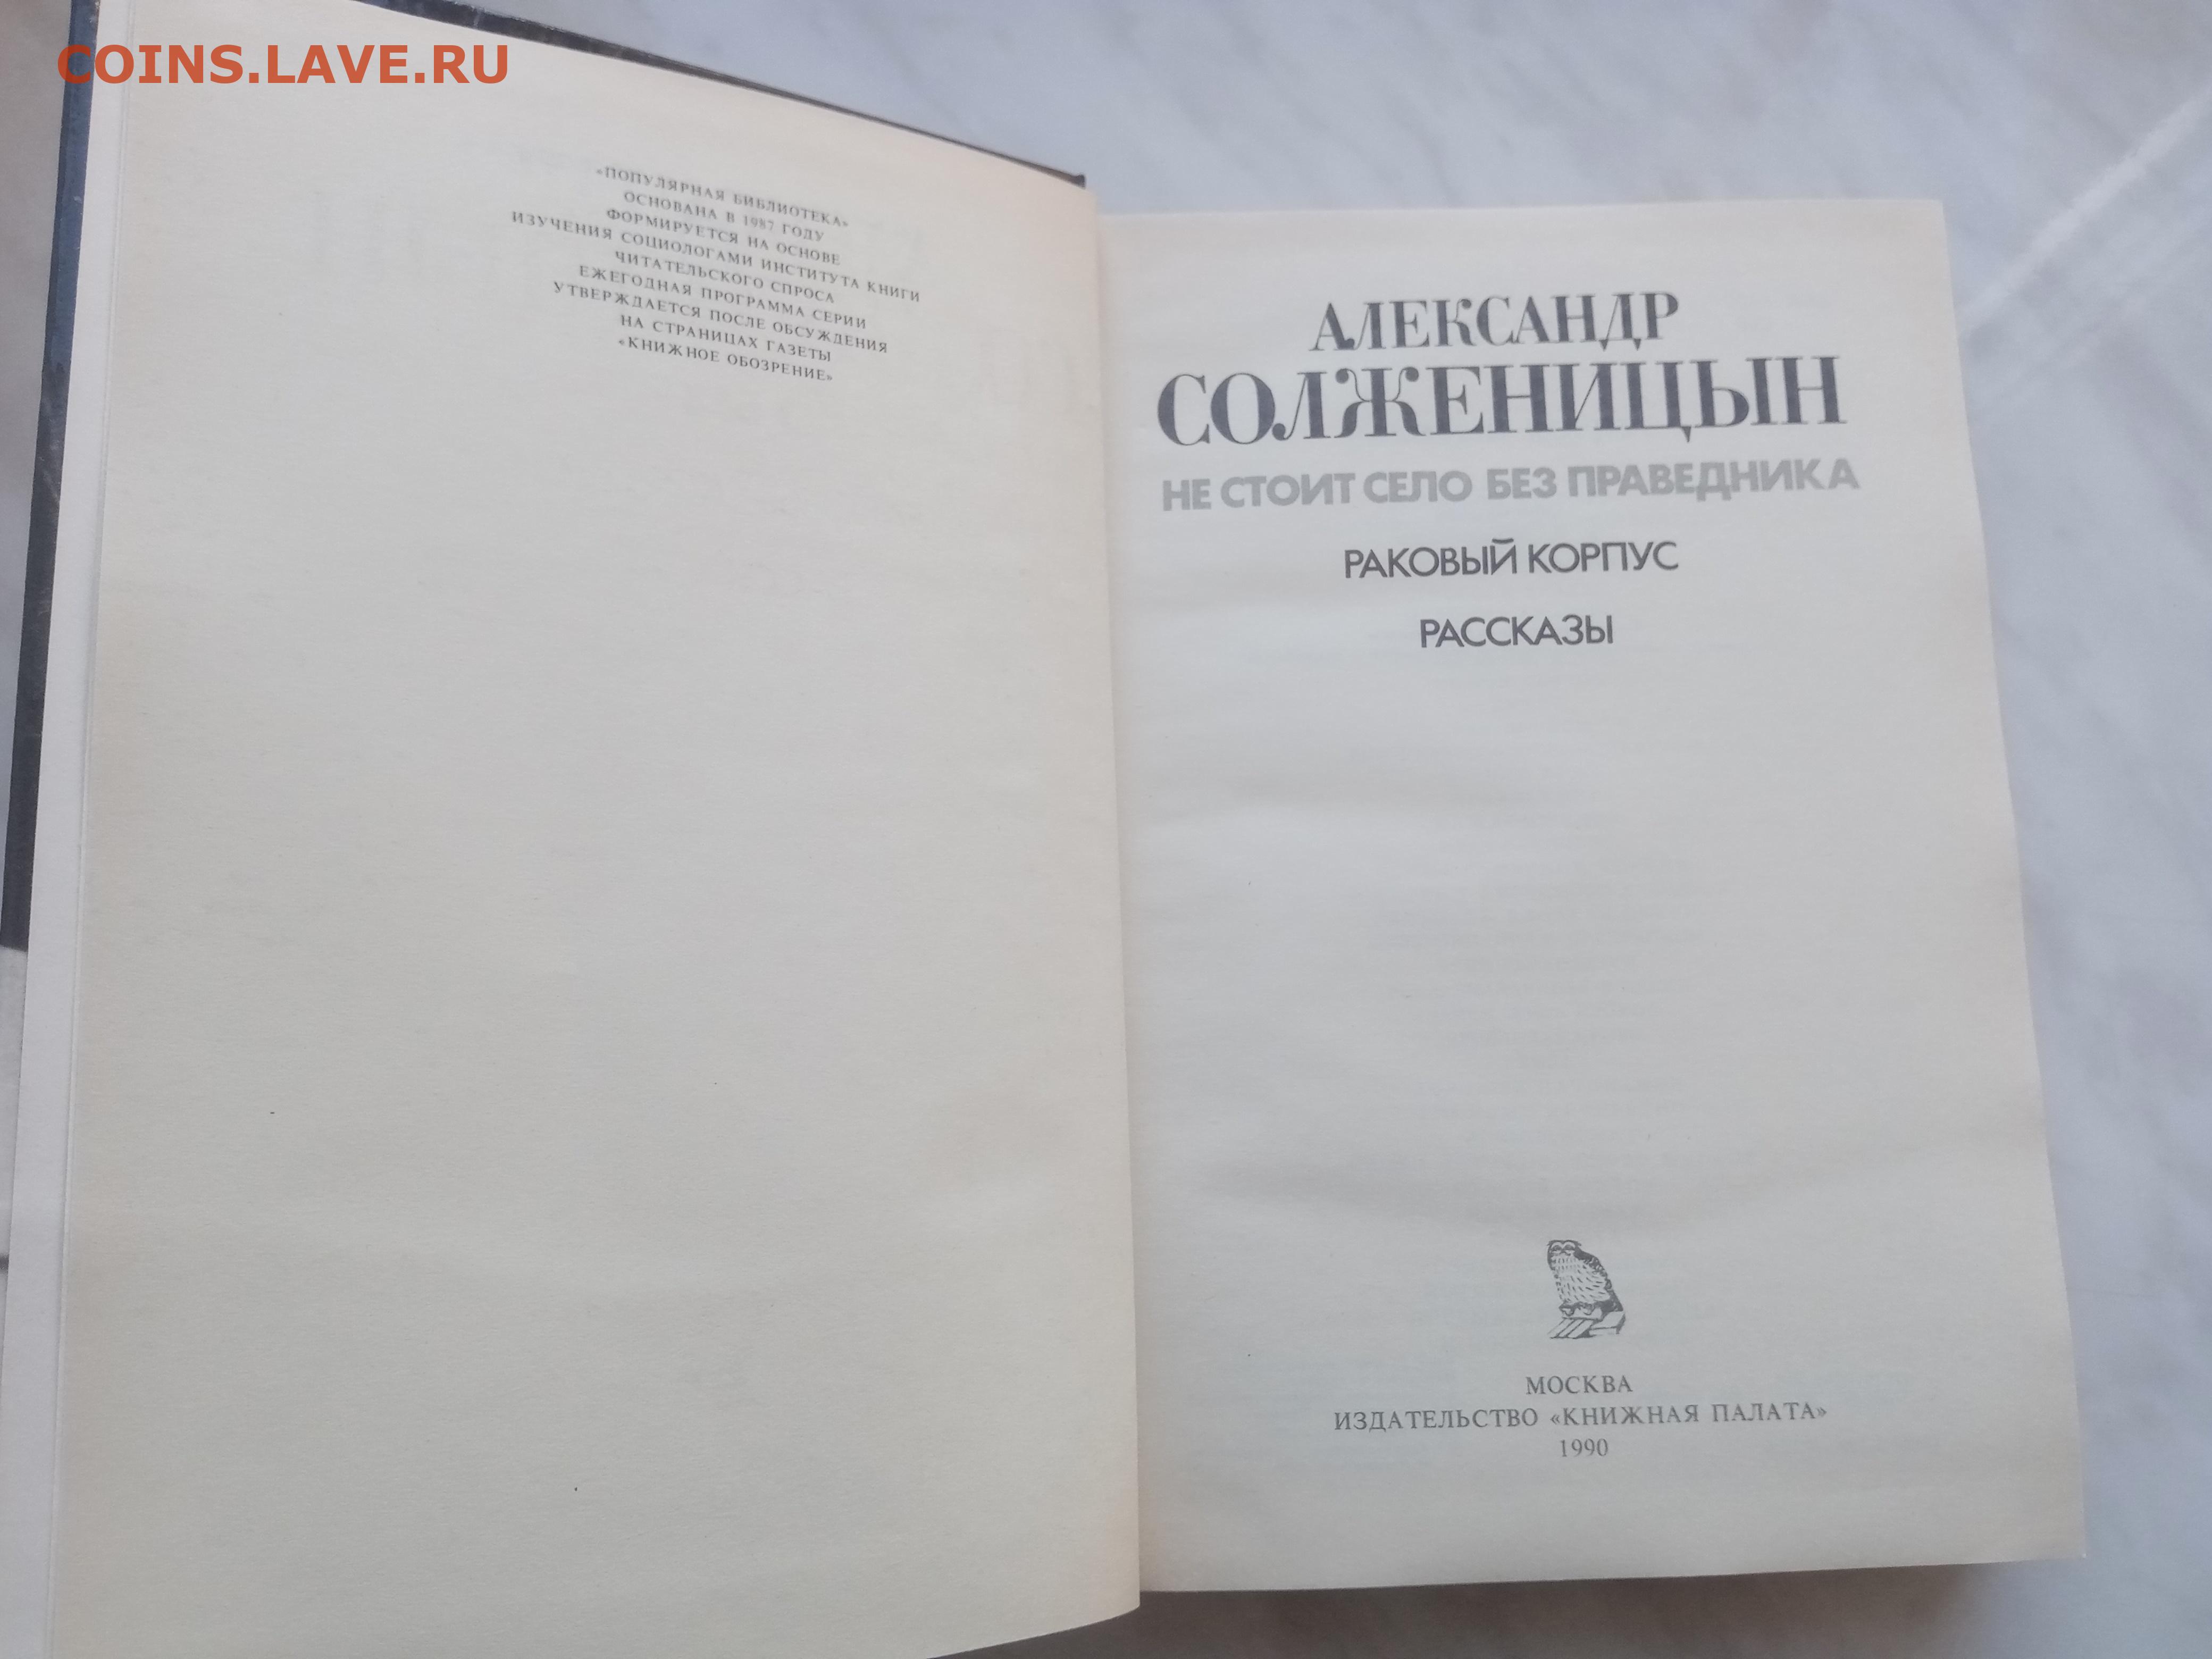 COINS.LAVE.RU
«ПОПУЛЯРНАЯ БИБЛИОТЕКА»
ОСНОВАНА В 1987 ГОДУ
ФОРМИРУЕТСЯ НА ОСНОВЕ
ИЗУЧЕНИЯ СОЦИОЛОГАМИ ИНСТИТУТА КНИГИ
ЧИТАТЕЛЬСКОГО СПРОСА
ЕЖЕГОДНАЯ ПРОГРАММА СЕРИИ
УТВЕРЖДАЕТСЯ ПОСЛЕ ОБСУЖДЕНИЯ
НА СТРАНИЦАХ ГАЗЕТЫ
«КНИЖНОЕ ОБОЗРЕНИЕ»
АЛЕКСАНДР
СОЛЖЕНИЦЫН
НЕ СТОИТ СЕЛО БЕЗ ПРАВЕДНИКА
РАКОВЫЙ КОРПУС
РАССКАЗЫ
МОСКВА
ИЗДАТЕЛЬСТВО «КНИЖНАЯ ПАЛАТА»
1990